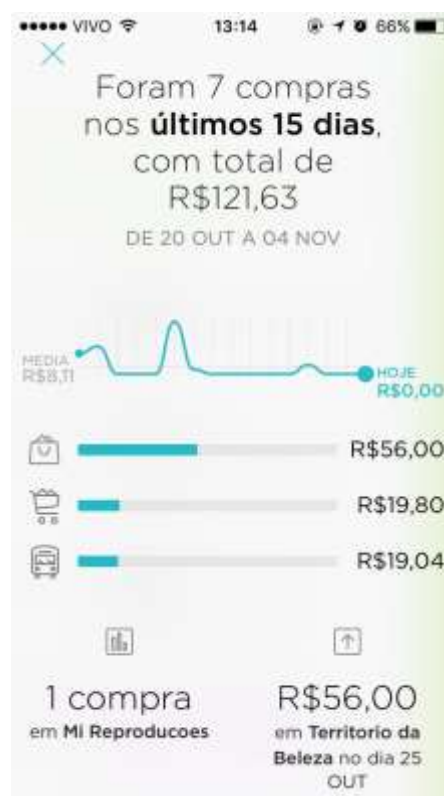 VIVO 13:14 66%
Foram 7 compras
nos últimos 15 dias,
com total de
R$121,63
DE 20 OUT A 04 NOV
MEDIA
R$8,11
HOJE
R$0,00
R$56,00
R$19,80
R$19,04
1 compra
em Mi Reproducoes
R$56,00
em Territorio da
Beleza no dia 25
OUT